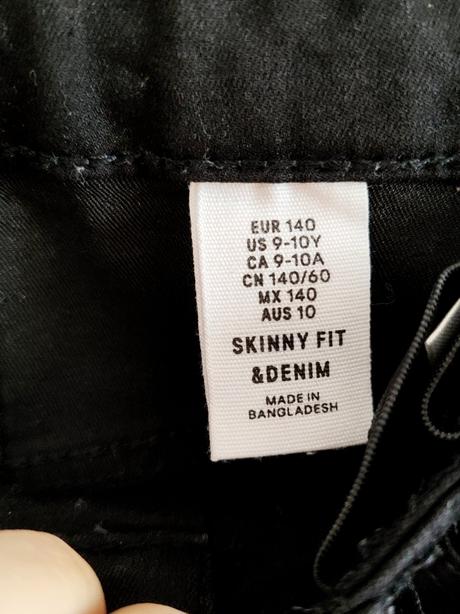 EUR 140
US 9-10Y
CA 9-10A
CN 140/60
MX 140
AUS 10
SKINNY FIT
&DENIM
MADE IN
BANGLADESH